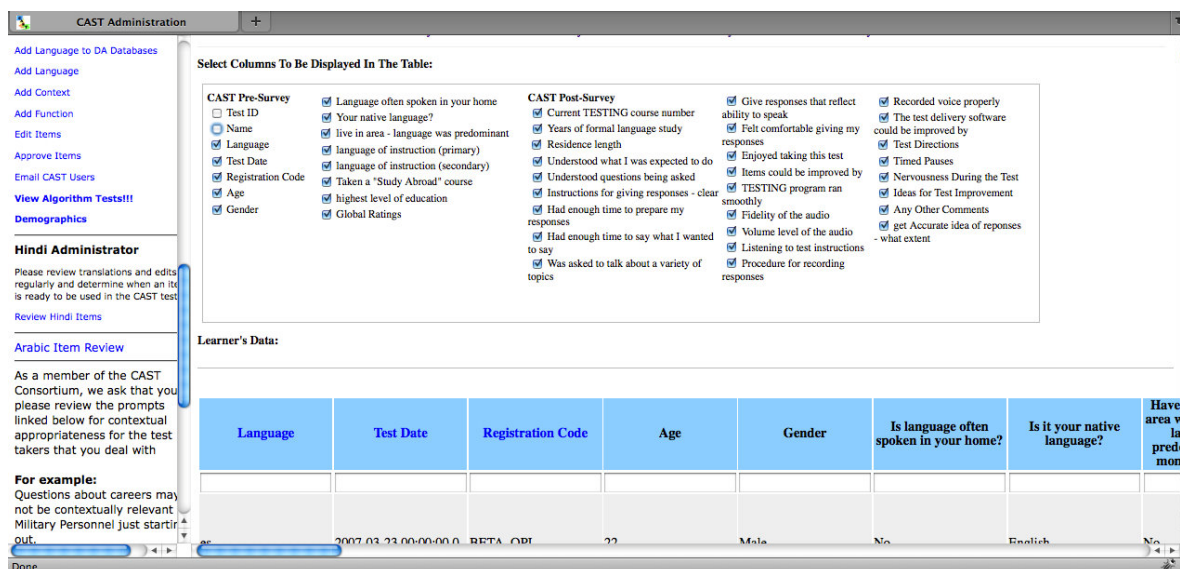 CAST Administration
+
Add Language to DA Databases
Add Language
Add Context
Add Function
Edit Items
Approve Items
Email CAST Users
View Algorithm Tests!!!
Demographics
Hindi Administrator
Please review translations and edits
regularly and determine when an ite
is ready to be used in the CAST test
Review Hindi Items
Arabic Item Review
As a member of the CAST
Consortium, we ask that you
please review the prompts
linked below for contextual
appropriateness for the test
takers that you deal with
For example:
Questions about careers may
not be contextually relevant
Military Personnel just startin
out.
Select Columns To Be Displayed In The Table:
CAST Pre-Survey
Test ID
Name
Language
Test Date
Registration Code
Age
Gender
Language often spoken in your home
Your native language?
live in area - language was predominant
language of instruction (primary)
language of instruction (secondary)
Taken a "Study Abroad" course
highest level of education
Global Ratings
CAST Post-Survey
Current TESTING course number
Years of formal language study
Residence length
Understood what I was expected to do
Understood questions being asked
Instructions for giving responses - clear
Had enough time to prepare my
responses
Had enough time to say what I wanted
to say
Was asked to talk about a variety of
topics
Give responses that reflect
ability to speak
Felt comfortable giving my
responses
Enjoyed taking this test
Items could be improved by
TESTING program ran
smoothly
Fidelity of the audio
Volume level of the audio
Listening to test instructions
Procedure for recording
responses
Recorded voice properly
The test delivery software
could be improved by
Test Directions
Timed Pauses
Nervousness During the Test
Ideas for Test Improvement
Any Other Comments
get Accurate idea of reponses
- what extent
Learner's Data:
Language
Test Date
Registration Code
Age
Gender
Is language often
spoken in your home?
Is it your native
language?
Have
area w
la
pred
mon
es 2007-03-23 00:00:00.0 BETA_OPI 22 Male No English No
Done